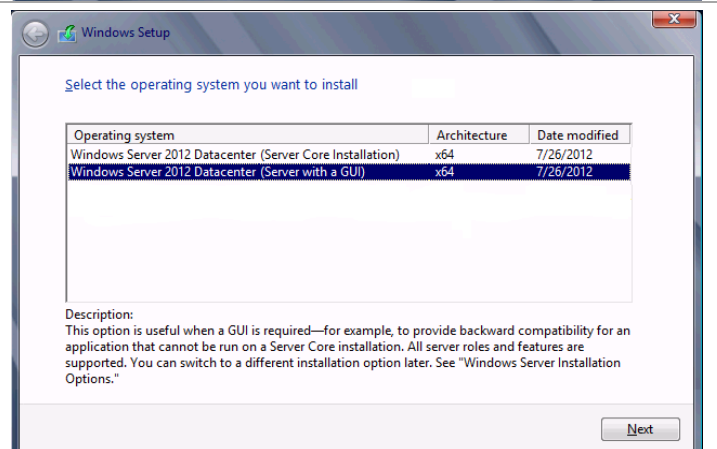 Windows Setup
Select the operating system you want to install
Operating system Architecture Date modified
Windows Server 2012 Datacenter (Server Core Installation) x64 7/26/2012
Windows Server 2012 Datacenter (Server with a GUI) x64 7/26/2012
Description:
This option is useful when a GUI is required—for example, to provide backward compatibility for an
application that cannot be run on a Server Core installation. All server roles and features are
supported. You can switch to a different installation option later. See "Windows Server Installation
Options."
Next